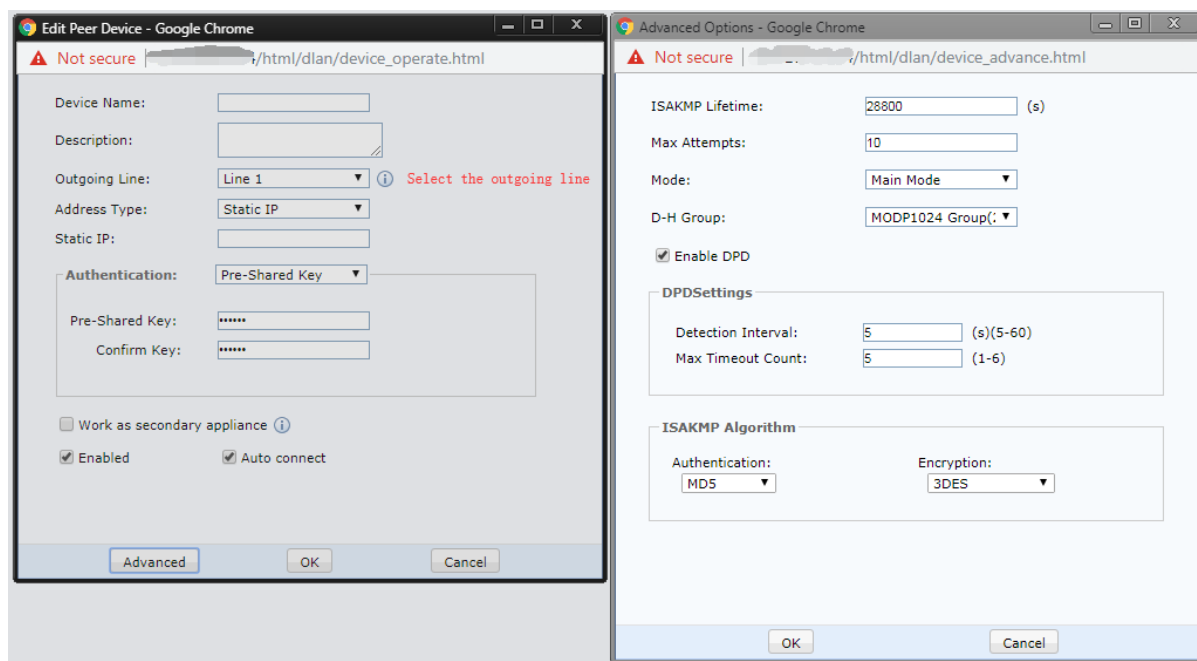 Edit Peer Device - Google Chrome
Not secure
/html/dlan/device_operate.html
Device Name:
Description:
Outgoing Line: Line 1 Select the outgoing line
Address Type: Static IP
Static IP:
Authentication: Pre-Shared Key
Pre-Shared Key: ••••••
Confirm Key: ••••••
Work as secondary appliance
Enabled Auto connect
Advanced OK Cancel
Advanced Options - Google Chrome
Not secure
/html/dlan/device_advance.html
ISAKMP Lifetime: 28800 (s)
Max Attempts: 10
Mode: Main Mode
D-H Group: MODP1024 Group(
Enable DPD
DPDSettings
Detection Interval: 5 (s)(5-60)
Max Timeout Count: 5 (1-6)
ISAKMP Algorithm
Authentication: Encryption:
MD5 3DES
OK Cancel